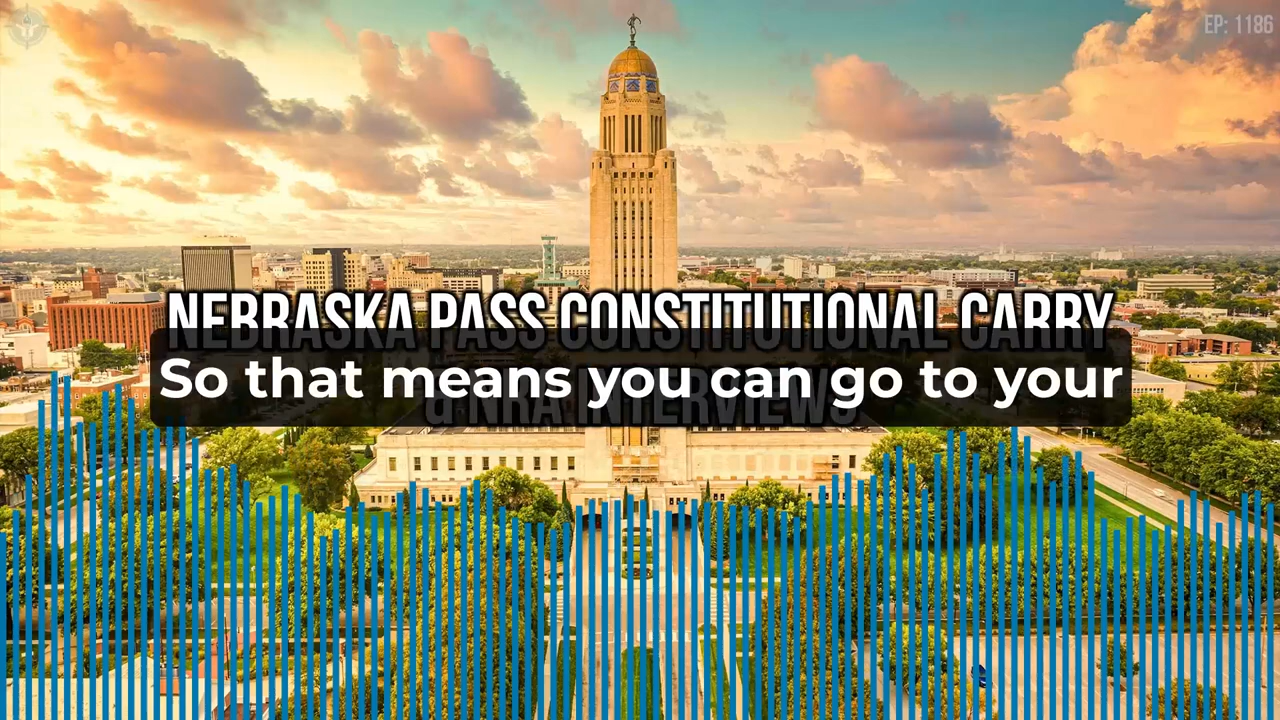 EP: 1186
NEBRASKA PASS CONSTITUTIONAL CARRY
So that means you can go to your
& NRA INTERVIEWS